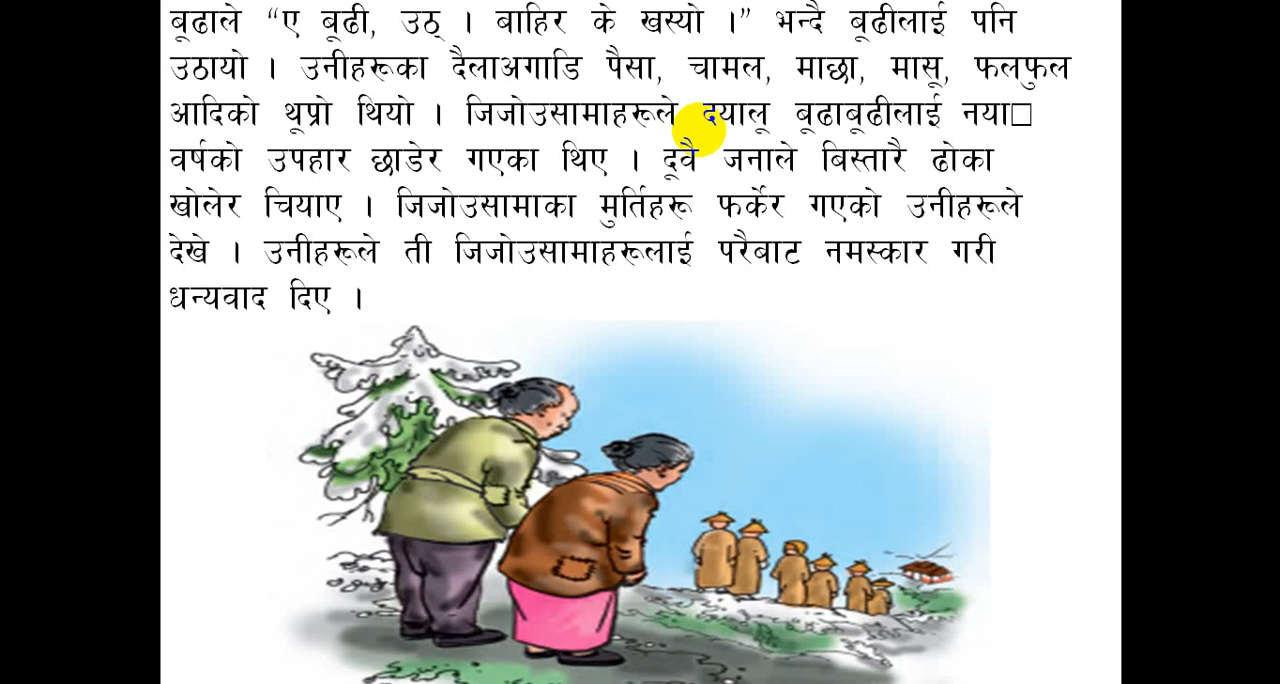 बूढाले “ए बूढी, उठ् । बाहिर के खस्यो ।” भन्दै बूढीलाई पनि
उठायो । उनीहरूका दैलाअगाडि पैसा, चामल, माछा, मासू, फलफुल
आदिको थूप्रो थियो । जिजोउसामाहरूले दयालू बूढाबूढीलाई नया□
वर्षको उपहार छाडेर गएका थिए । दूवै जनाले बिस्तारै ढोका
खोलेर चियाए । जिजोउसामाका मुर्तिहरू फर्केर गएको उनीहरूले
देखे । उनीहरूले ती जिजोउसामाहरूलाई परैबाट नमस्कार गरी
धन्यवाद दिए ।